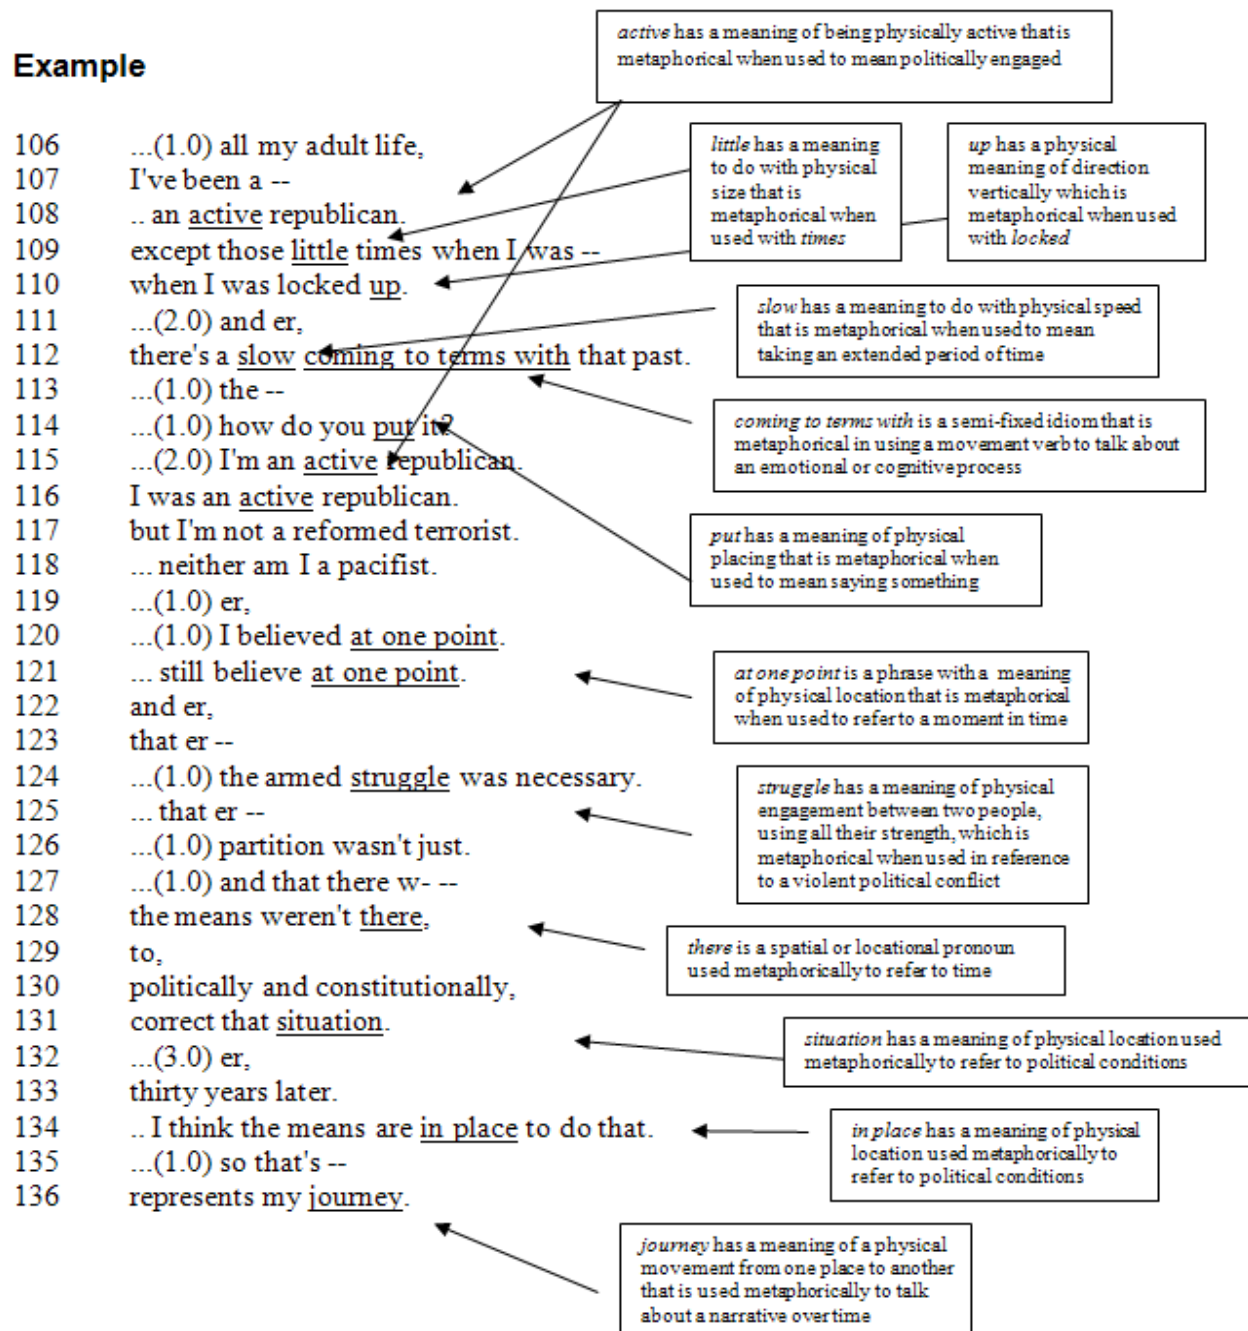 Example
active has a meaning of being physically active that is
metaphorical when used to mean politically engaged
106 ...(1.0) all my adult life,
107 I've been a --
108 .. an active republican.
109 except those little times when I was --
110 when I was locked up.
111 ...(2.0) and er,
112 there's a slow coming to terms with that past.
113 ...(1.0) the --
114 ...(1.0) how do you put it?
115 ...(2.0) I'm an active republican.
116 I was an active republican.
117 but I'm not a reformed terrorist.
118 ... neither am I a pacifist.
119 ...(1.0) er,
120 ...(1.0) I believed at one point.
121 ... still believe at one point.
122 and er,
123 that er --
124 ...(1.0) the armed struggle was necessary.
125 ... that er --
126 ...(1.0) partition wasn't just.
127 ...(1.0) and that there w- --
128 the means weren't there,
129 to,
130 politically and constitutionally,
131 correct that situation.
132 ...(3.0) er,
133 thirty years later.
134 .. I think the means are in place to do that.
135 ...(1.0) so that's --
136 represents my journey.
little has a meaning
to do with physical
size that is
metaphorical when
used with times
up has a physical
meaning of direction
vertically which is
metaphorical when used
with locked
slow has a meaning to do with physical speed
that is metaphorical when used to mean
taking an extended period of time
coming to terms with is a semi-fixed idiom that is
metaphorical in using a movement verb to talk about
an emotional or cognitive process
put has a meaning of physical
placing that is metaphorical when
used to mean saying something
at one point is a phrase with a meaning
of physical location that is metaphorical
when used to refer to a moment in time
struggle has a meaning of physical
engagement between two people,
using all their strength, which is
metaphorical when used in reference
to a violent political conflict
there is a spatial or locational pronoun
used metaphorically to refer to time
situation has a meaning of physical location used
metaphorically to refer to political conditions
in place has a meaning of physical
location used metaphorically to
refer to political conditions
journey has a meaning of a physical
movement from one place to another
that is used metaphorically to talk
about a narrative over time